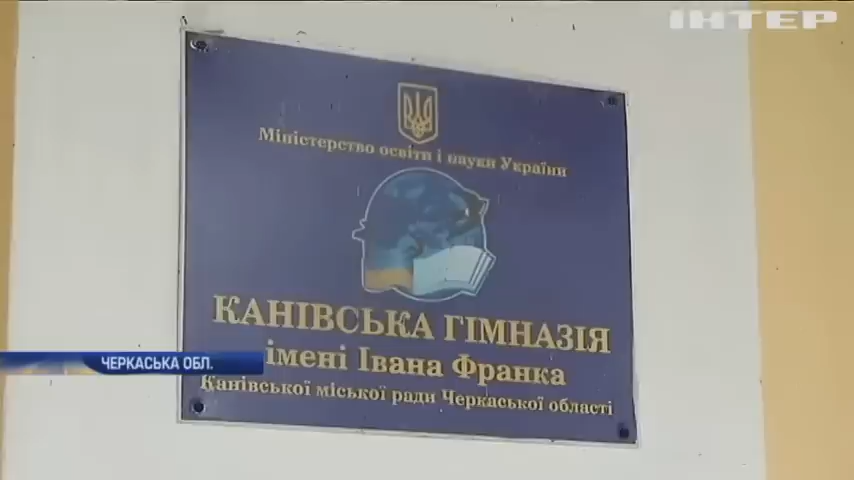 ІНТЕР
Міністерство освіти і науки України
КАНІВСЬКА ГІМНАЗІЯ
імені Івана Франка
Канівської міської ради Черкаської області
ЧЕРКАСЬКА ОБЛ.